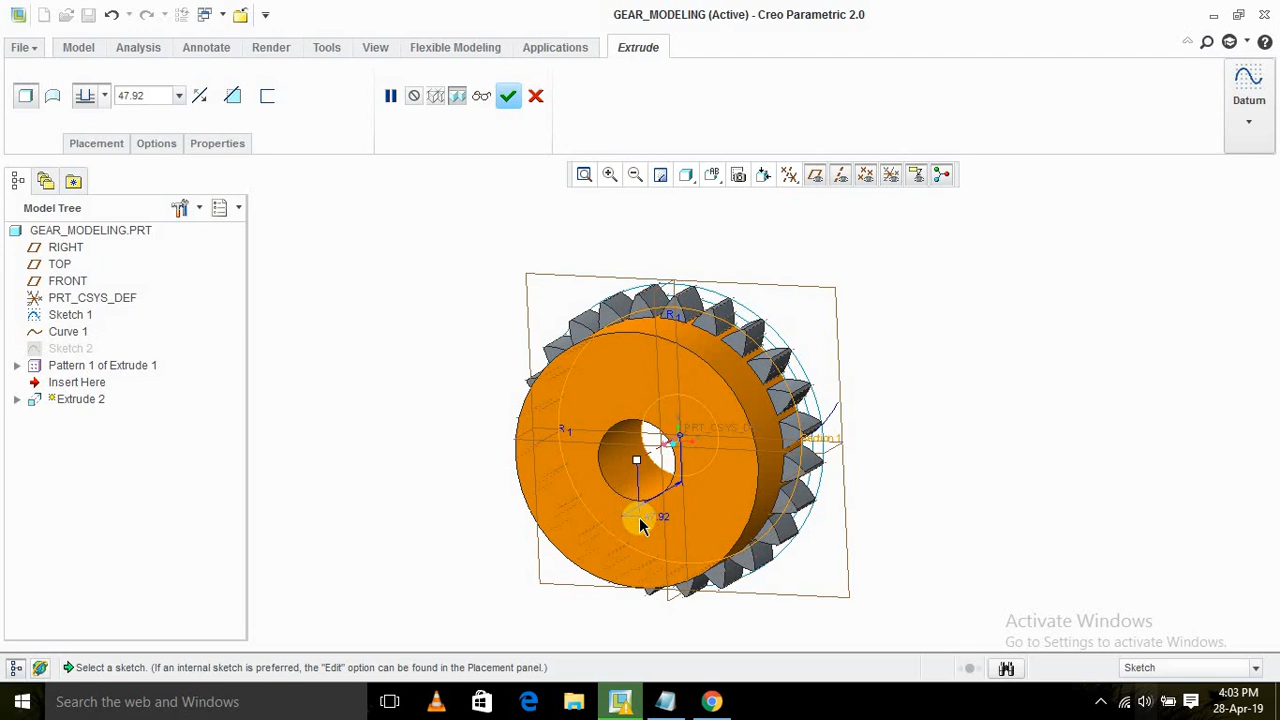 GEAR_MODELING (Active) - Creo Parametric 2.0
File
Model
Analysis
Annotate
Render
Tools
View
Flexible Modeling
Applications
Extrude
47.92
Datum
Placement
Options
Properties
Model Tree
GEAR_MODELING.PRT
RIGHT
TOP
FRONT
PRT_CSYS_DEF
Sketch 1
Curve 1
Sketch 2
Pattern 1 of Extrude 1
Insert Here
Extrude 2
R 1
R 1
Activate Windows
Go to Settings to activate Windows.
Select a sketch. (If an internal sketch is preferred, the "Edit" option can be found in the Placement panel.)
Sketch
Search the web and Windows
4:03 PM
28-Apr-19